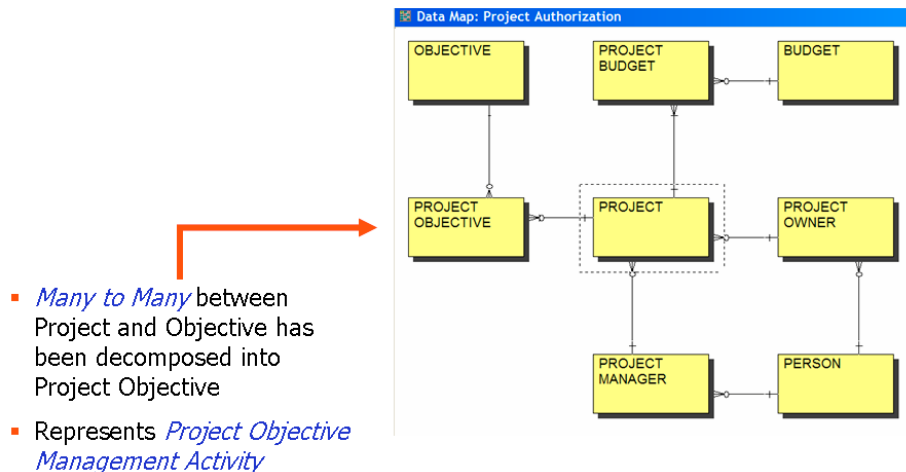 Data Map: Project Authorization
OBJECTIVE
PROJECT
BUDGET
BUDGET
PROJECT
OBJECTIVE
PROJECT
PROJECT
OWNER
PROJECT
MANAGER
PERSON
Many to Many between
Project and Objective has
been decomposed into
Project Objective
Represents Project Objective
Management Activity